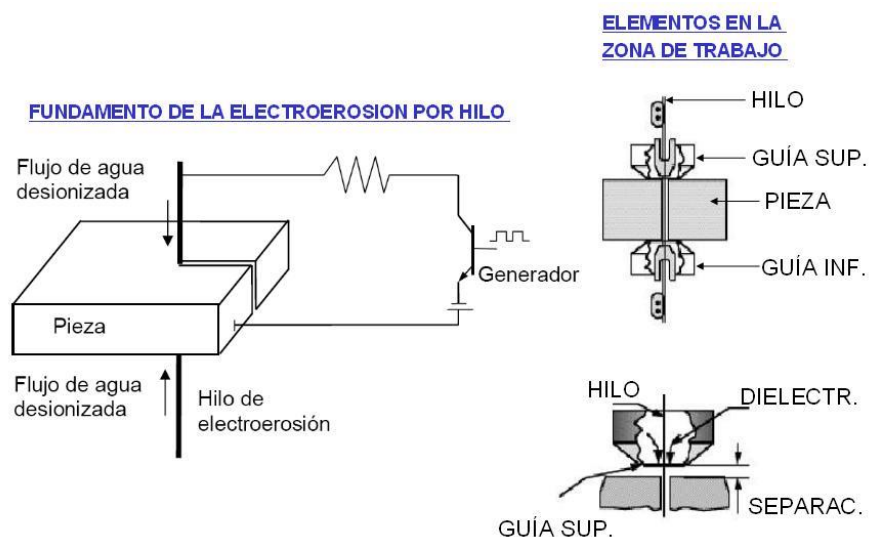 FUNDAMENTO DE LA ELECTROEROSION POR HILO
Flujo de agua
desionizada
Generador
Pieza
Flujo de agua
desionizada
Hilo de
electroerosión
ELEMENTOS EN LA
ZONA DE TRABAJO
HILO
GUÍA SUP.
PIEZA
GUÍA INF.
HILO
DIELECTR.
SEPARAC.
GUÍA SUP.